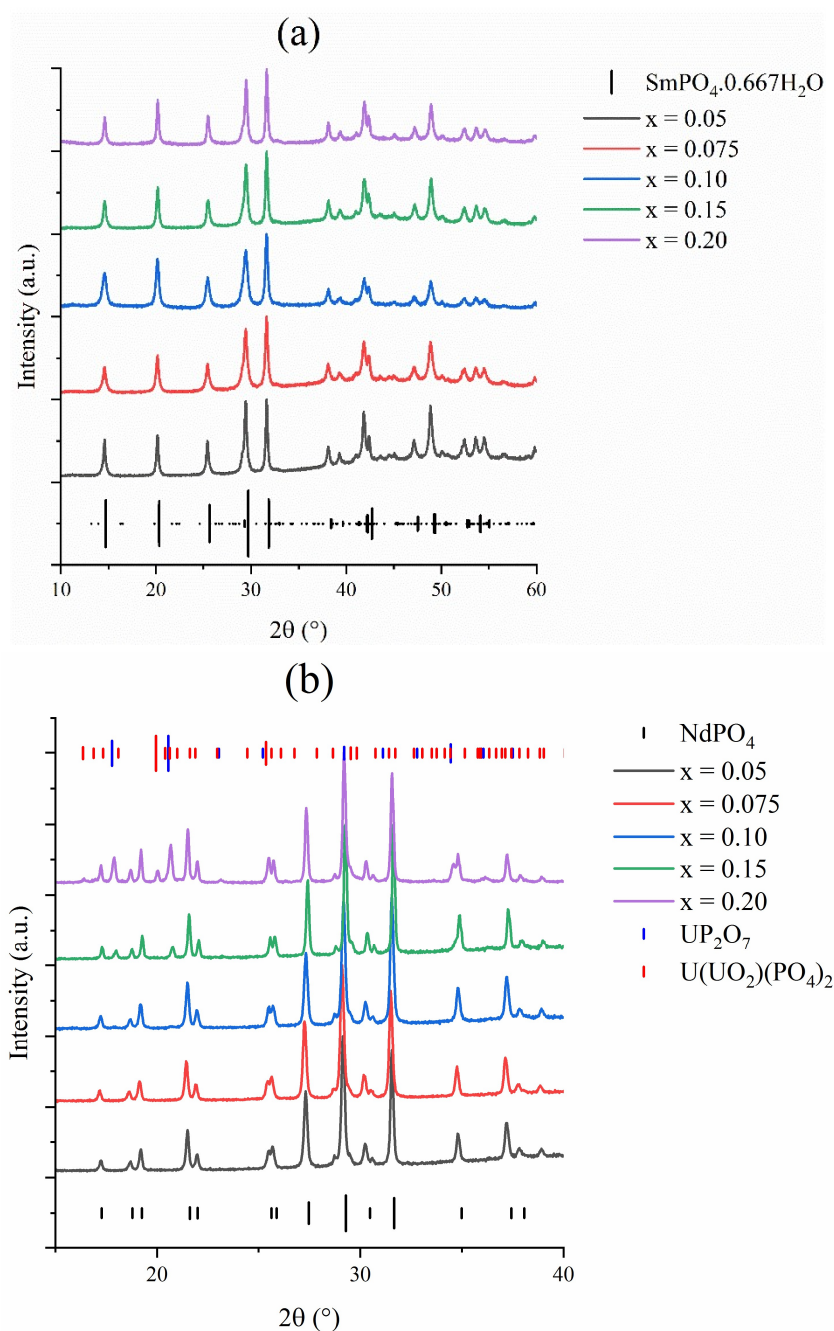 (a)
SmPO₄.0.667H₂O
x = 0.05
x = 0.075
x = 0.10
x = 0.15
x = 0.20
Intensity (a.u.)
10 20 30 40 50 60
2θ (°)
(b)
NdPO₄
x = 0.05
x = 0.075
x = 0.10
x = 0.15
x = 0.20
UP₂O₇
U(UO₂)(PO₄)₂
Intensity (a.u.)
20 30 40
2θ (°)